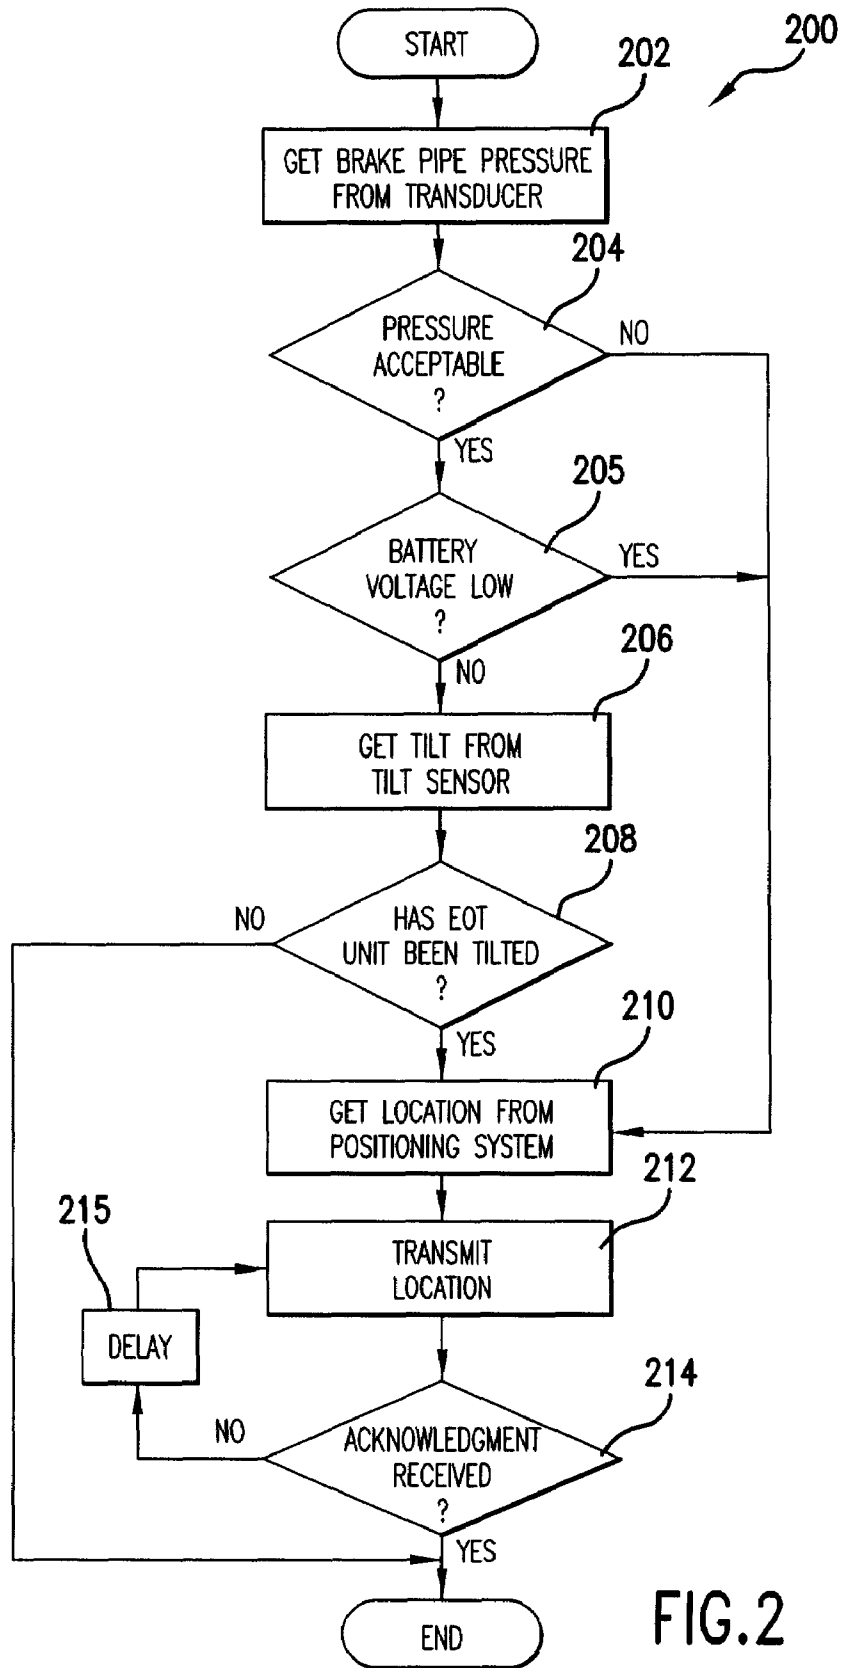 START
200
202
GET BRAKE PIPE PRESSURE
FROM TRANSDUCER
204
PRESSURE
ACCEPTABLE
?
NO
YES
205
BATTERY
VOLTAGE LOW
?
YES
NO
206
GET TILT FROM
TILT SENSOR
208
HAS EOT
UNIT BEEN TILTED
?
NO
YES
210
GET LOCATION FROM
POSITIONING SYSTEM
212
TRANSMIT
LOCATION
215
DELAY
214
ACKNOWLEDGMENT
RECEIVED
?
NO
YES
END
FIG.2